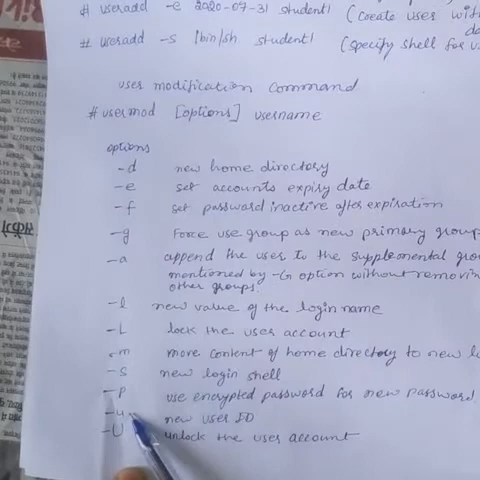 # useradd -e 2020-07-31 student1 (create user with
# useradd -s /bin/sh student1 (specify shell for
user modification command
# usermod [options] username
options
-d new home directory
-e set accounts expiry date
-f set password inactive after expiration
-g Force use group as new primary group
-a append the user to the supplemental
mentioned by -G option without
other groups.
-l new value of the login name
-L lock the user account
-m move content of home directory to new
-s new login shell
-p use encrypted password for new password
-u new user ID
-U unlock the user account